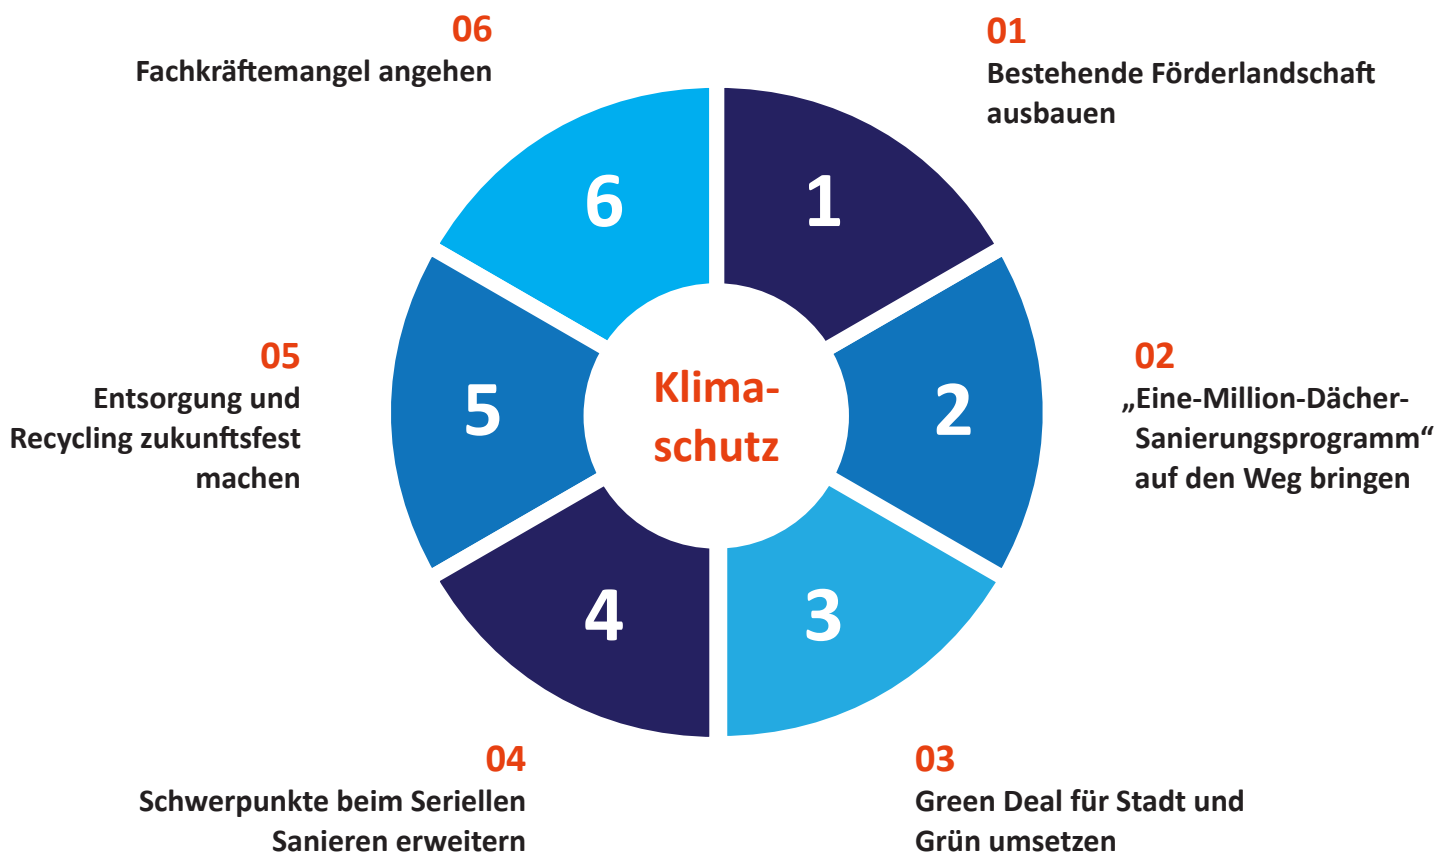 06
Fachkräftemangel angehen
01
Bestehende Förderlandschaft
ausbauen
6
1
05
Entsorgung und
Recycling zukunftsfest
machen
5
Klima-
schutz
2
02
„Eine-Million-Dächer-
Sanierungsprogramm“
auf den Weg bringen
4
3
04
Schwerpunkte beim Seriellen
Sanieren erweitern
03
Green Deal für Stadt und
Grün umsetzen